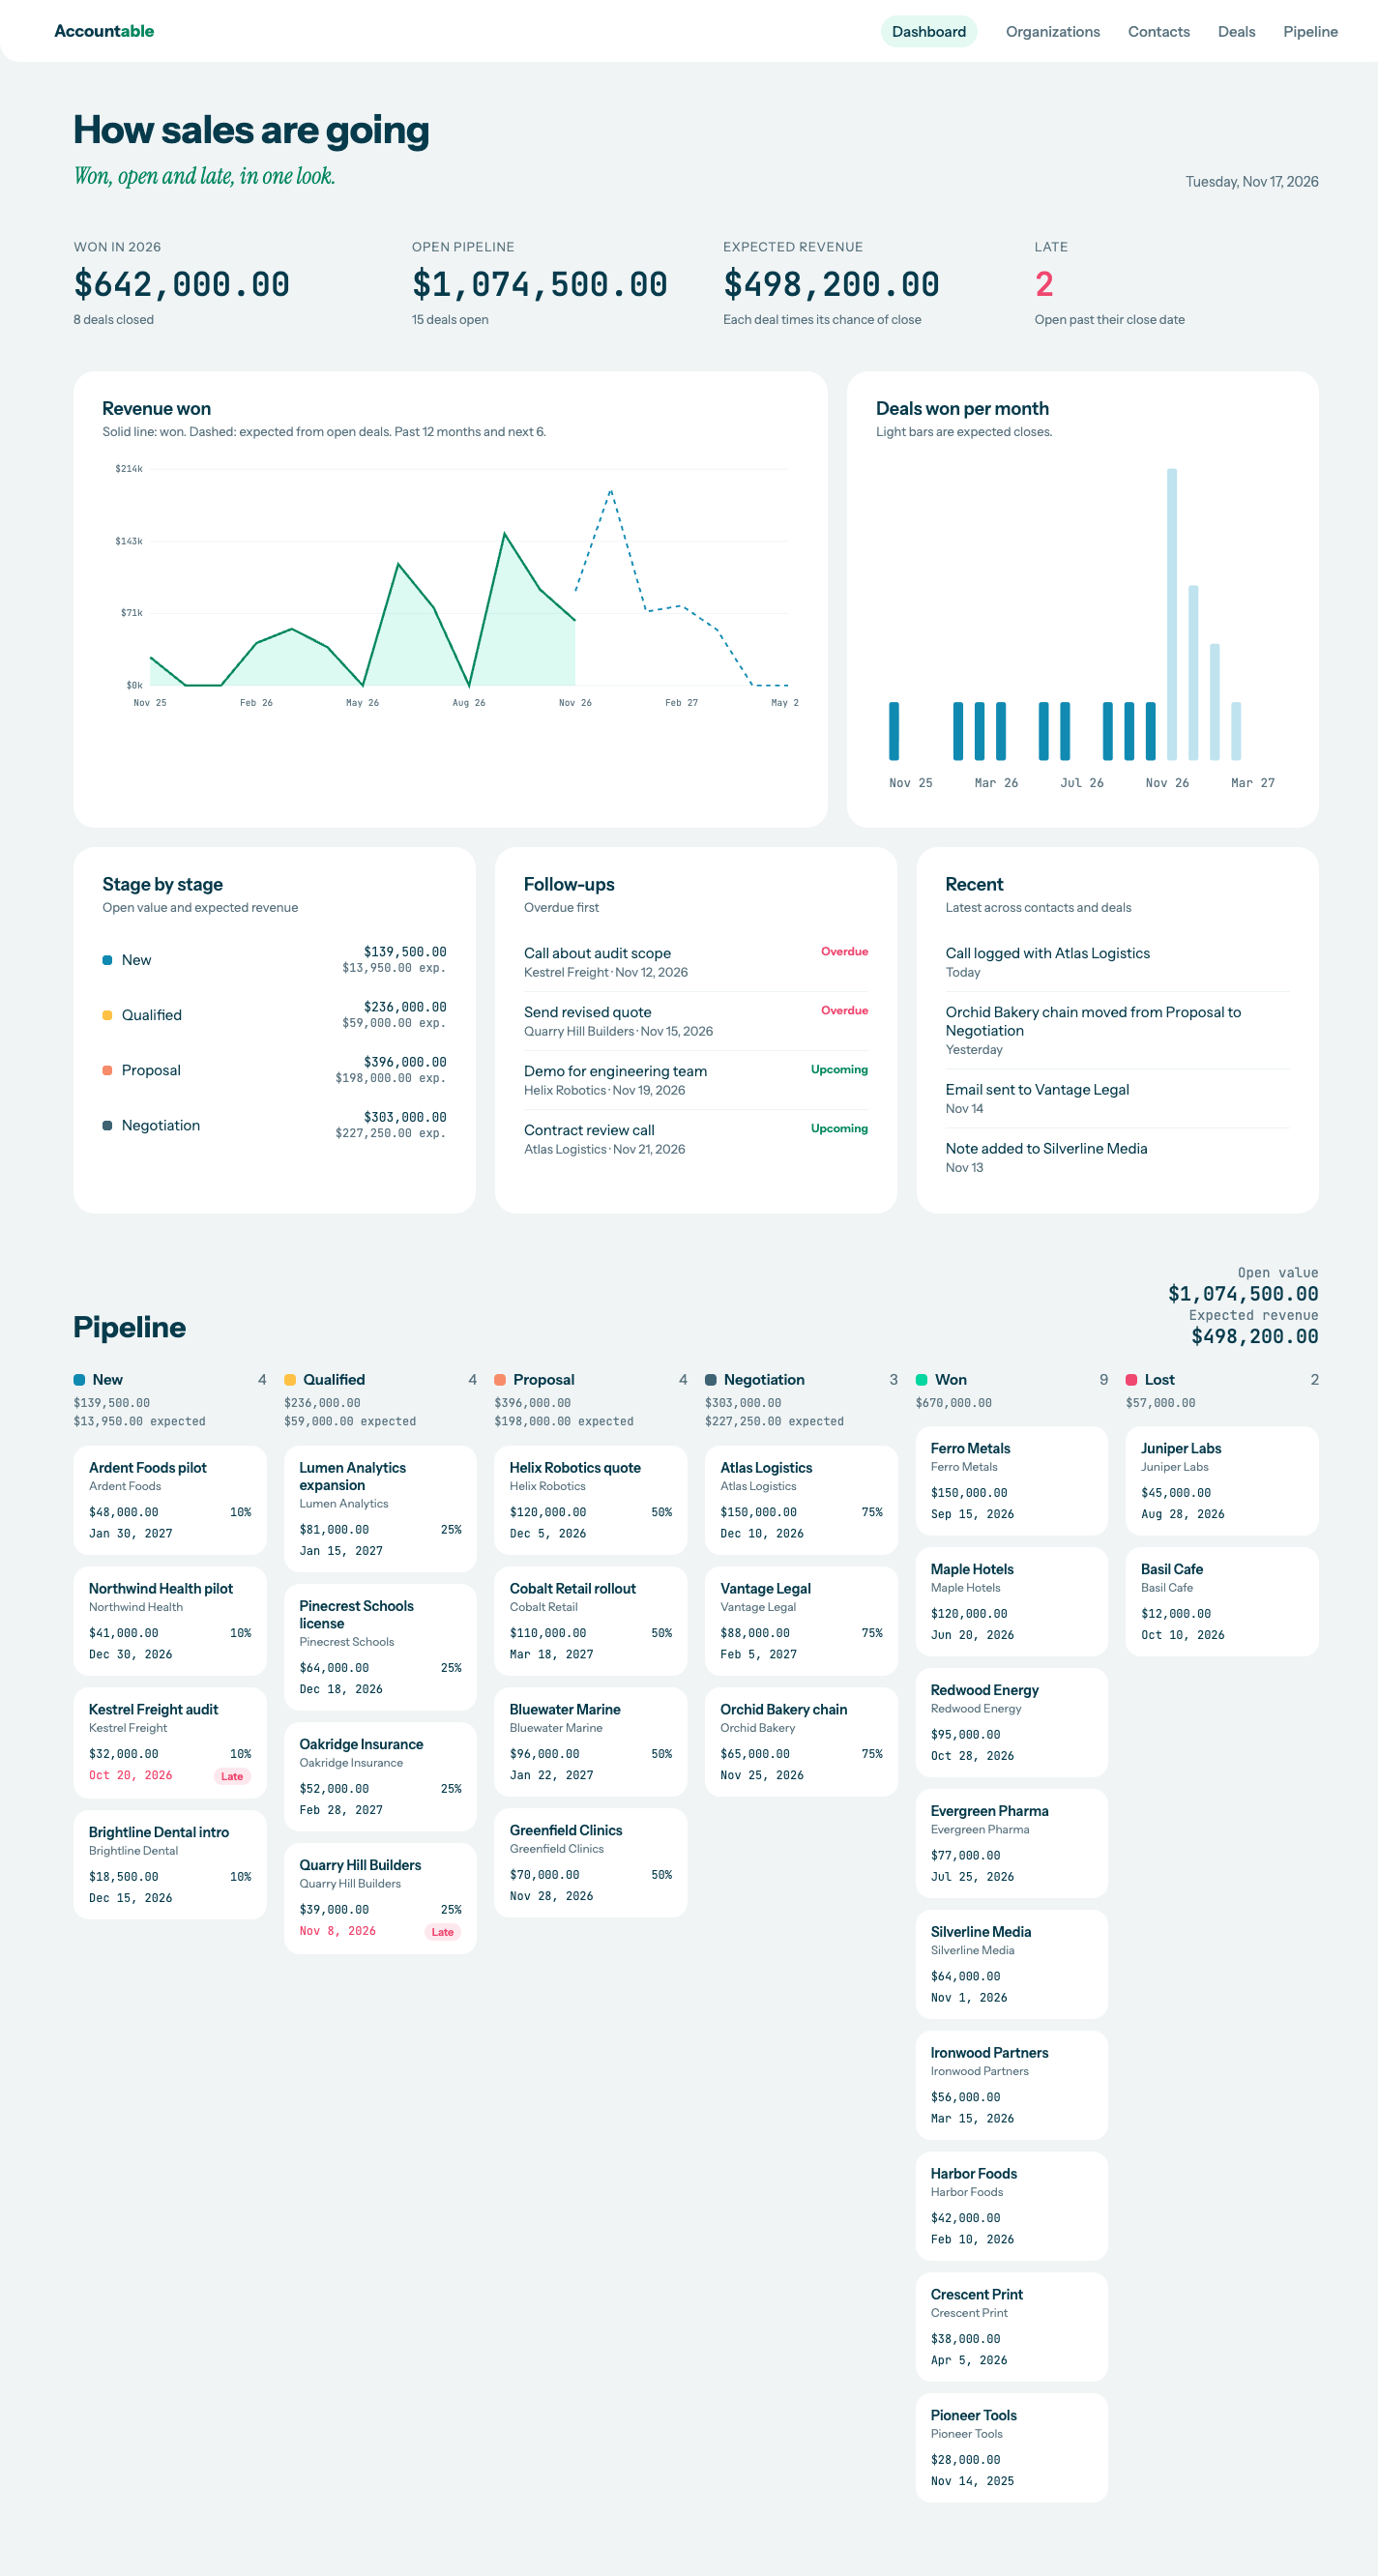 Accountable
Dashboard
Organizations
Contacts
Deals
Pipeline
How sales are going
Won, open and late, in one look.
Tuesday, Nov 17, 2026
WON IN 2026
$642,000.00
8 deals closed
OPEN PIPELINE
$1,074,500.00
15 deals open
EXPECTED REVENUE
$498,200.00
Each deal times its chance of close
LATE
2
Open past their close date
Revenue won
Solid line: won. Dashed: expected from open deals. Past 12 months and next 6.
$214k
$143k
$71k
$0k
Nov 25
Feb 26
May 26
Aug 26
Nov 26
Feb 27
May 2
Deals won per month
Light bars are expected closes.
Nov 25
Mar 26
Jul 26
Nov 26
Mar 27
Stage by stage
Open value and expected revenue
New
$139,500.00
$13,950.00 exp.
Qualified
$236,000.00
$59,000.00 exp.
Proposal
$396,000.00
$198,000.00 exp.
Negotiation
$303,000.00
$227,250.00 exp.
Follow-ups
Overdue first
Call about audit scope
Overdue
Kestrel Freight · Nov 12, 2026
Send revised quote
Overdue
Quarry Hill Builders · Nov 15, 2026
Demo for engineering team
Upcoming
Helix Robotics · Nov 19, 2026
Contract review call
Upcoming
Atlas Logistics · Nov 21, 2026
Recent
Latest across contacts and deals
Call logged with Atlas Logistics
Today
Orchid Bakery chain moved from Proposal to
Negotiation
Yesterday
Email sent to Vantage Legal
Nov 14
Note added to Silverline Media
Nov 13
Pipeline
Open value
$1,074,500.00
Expected revenue
$498,200.00
New
4
$139,500.00
$13,950.00 expected
Ardent Foods pilot
Ardent Foods
$48,000.00
10%
Jan 30, 2027
Northwind Health pilot
Northwind Health
$41,000.00
10%
Dec 30, 2026
Kestrel Freight audit
Kestrel Freight
$32,000.00
10%
Oct 20, 2026
Late
Brightline Dental intro
Brightline Dental
$18,500.00
10%
Dec 15, 2026
Qualified
4
$236,000.00
$59,000.00 expected
Lumen Analytics
expansion
Lumen Analytics
$81,000.00
25%
Jan 15, 2027
Pinecrest Schools
license
Pinecrest Schools
$64,000.00
25%
Dec 18, 2026
Oakridge Insurance
Oakridge Insurance
$52,000.00
25%
Feb 28, 2027
Quarry Hill Builders
Quarry Hill Builders
$39,000.00
25%
Nov 8, 2026
Late
Proposal
4
$396,000.00
$198,000.00 expected
Helix Robotics quote
Helix Robotics
$120,000.00
50%
Dec 5, 2026
Cobalt Retail rollout
Cobalt Retail
$110,000.00
50%
Mar 18, 2027
Bluewater Marine
Bluewater Marine
$96,000.00
50%
Jan 22, 2027
Greenfield Clinics
Greenfield Clinics
$70,000.00
50%
Nov 28, 2026
Negotiation
3
$303,000.00
$227,250.00 expected
Atlas Logistics
Atlas Logistics
$150,000.00
75%
Dec 10, 2026
Vantage Legal
Vantage Legal
$88,000.00
75%
Feb 5, 2027
Orchid Bakery chain
Orchid Bakery
$65,000.00
75%
Nov 25, 2026
Won
9
$670,000.00
Ferro Metals
Ferro Metals
$150,000.00
Sep 15, 2026
Maple Hotels
Maple Hotels
$120,000.00
Jun 20, 2026
Redwood Energy
Redwood Energy
$95,000.00
Oct 28, 2026
Evergreen Pharma
Evergreen Pharma
$77,000.00
Jul 25, 2026
Silverline Media
Silverline Media
$64,000.00
Nov 1, 2026
Ironwood Partners
Ironwood Partners
$56,000.00
Mar 15, 2026
Harbor Foods
Harbor Foods
$42,000.00
Feb 10, 2026
Crescent Print
Crescent Print
$38,000.00
Apr 5, 2026
Pioneer Tools
Pioneer Tools
$28,000.00
Nov 14, 2025
Lost
2
$57,000.00
Juniper Labs
Juniper Labs
$45,000.00
Aug 28, 2026
Basil Cafe
Basil Cafe
$12,000.00
Oct 10, 2026